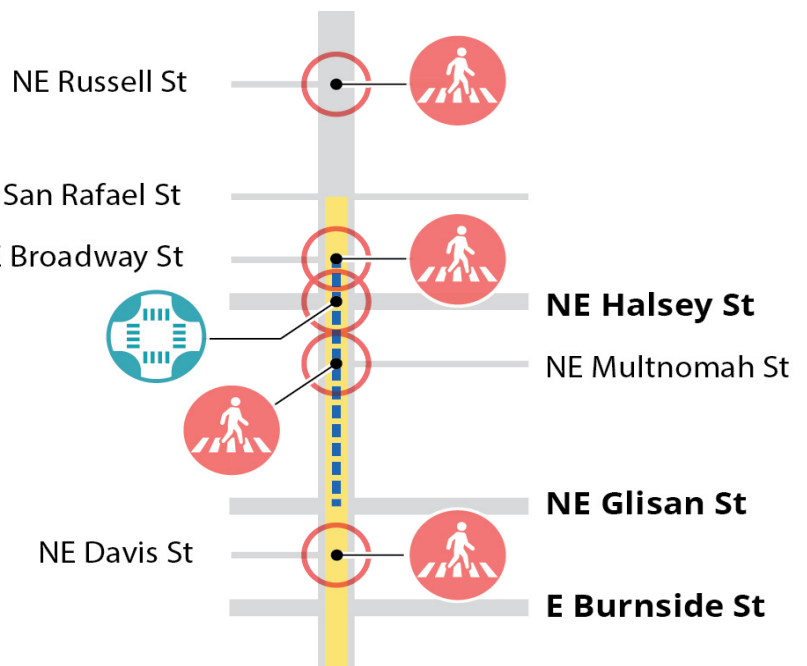 NE Russell St
San Rafael St
Broadway St
NE Halsey St
NE Multnomah St
NE Glisan St
NE Davis St
E Burnside St